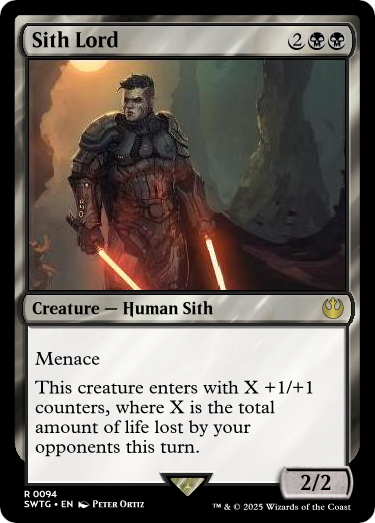 Sith Lord 2
Creature — Human Sith
Menace
This creature enters with X +1/+1
counters, where X is the total
amount of life lost by your
opponents this turn.
2/2
R 0094
SWTG • EN Peter Ortiz
™ & © 2025 Wizards of the Coast